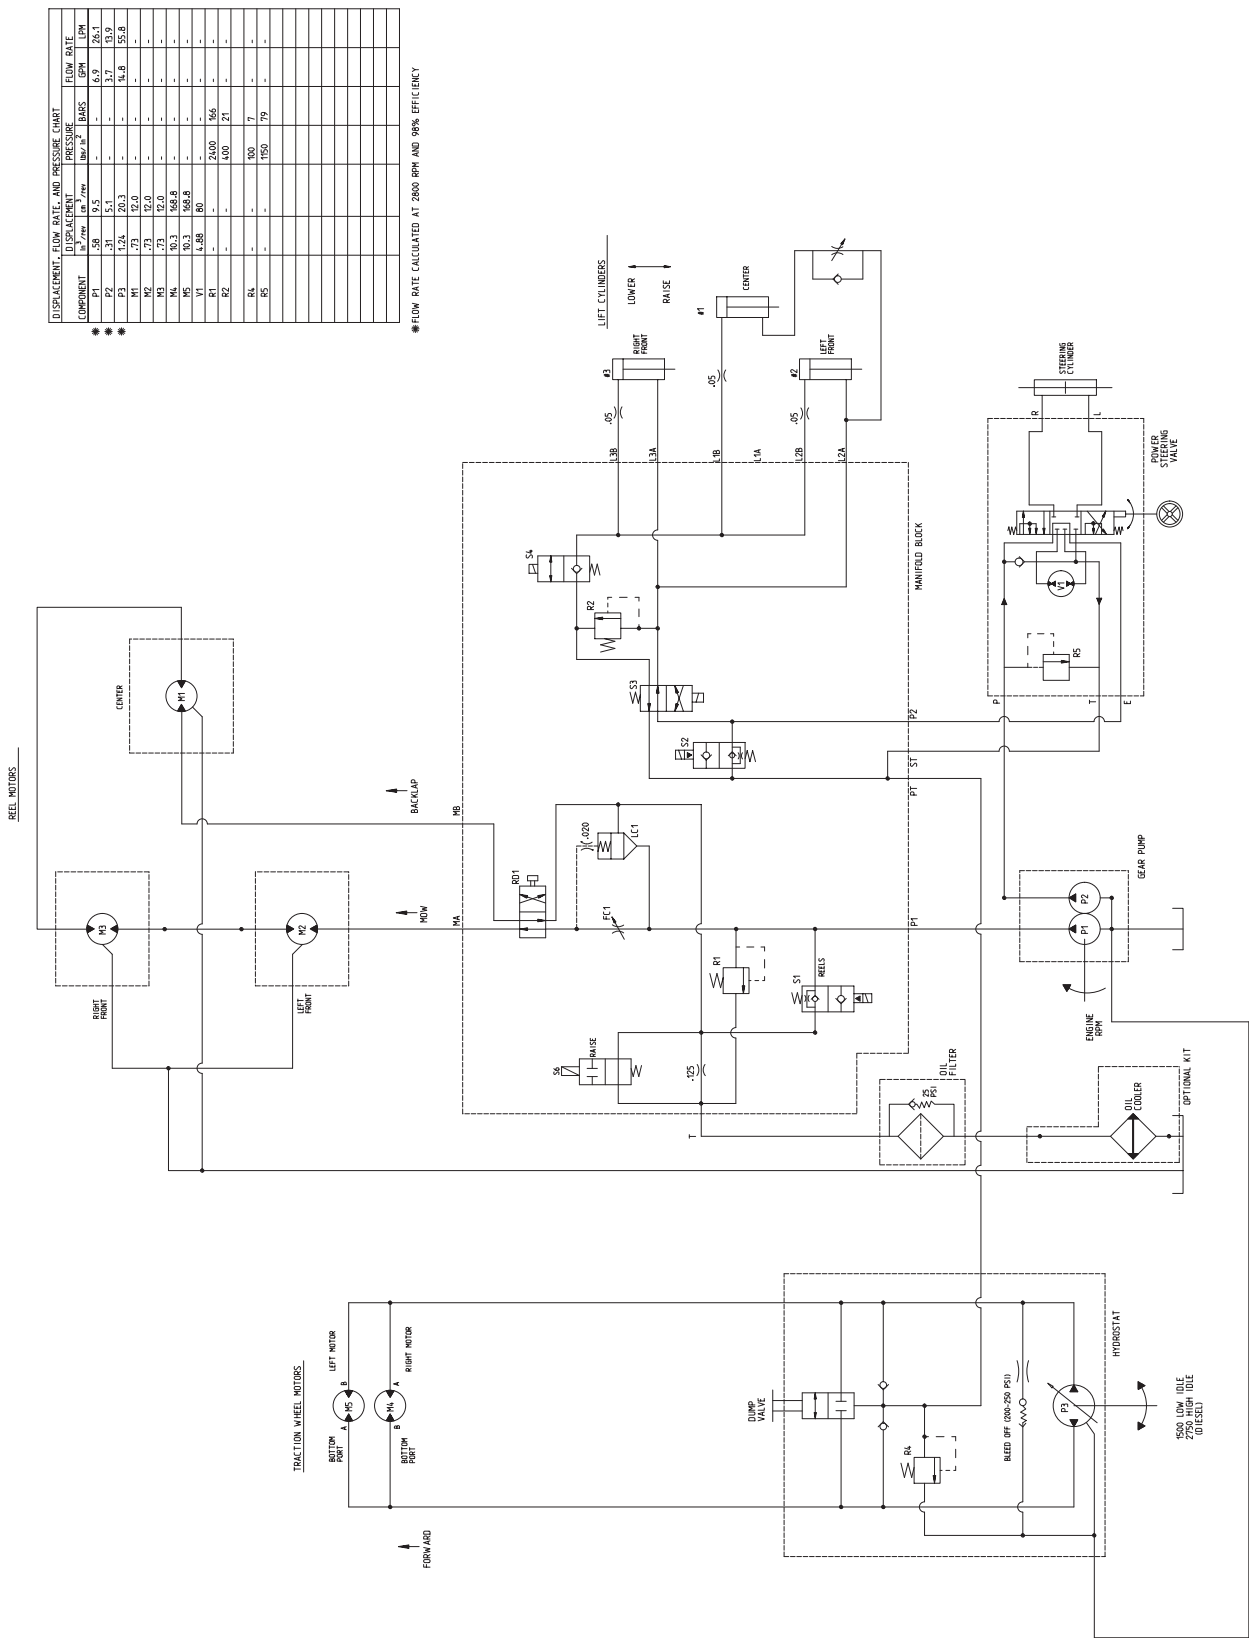 DISPLACEMENT, FLOW RATE, AND PRESSURE CHART
DISPLACEMENT PRESSURE FLOW RATE
COMPONENT in³/rev cm³/rev lbs/in² BARS GPM LPM
✱ P1 .58 9.5 - - 6.9 26.1
✱ P2 .31 5.1 - - 3.7 13.9
✱ P3 1.24 20.3 - - 14.8 55.8
M1 .73 12.0 - - - -
M2 .73 12.0 - - - -
M3 .73 12.0 - - - -
M4 10.3 168.8 - - - -
M5 10.3 168.8 - - - -
V1 4.88 80 - - - -
R1 - - 2400 166 - -
R2 - - 400 21 - -
R4 - - 100 7 - -
R5 - - 1150 79 - -
✱FLOW RATE CALCULATED AT 2800 RPM AND 98% EFFICIENCY
REEL MOTORS
CENTER
M1
M3
RIGHT
FRONT
M2
LEFT
FRONT
MOW
BACKLAP
MA
MB
LIFT CYLINDERS
LOWER
RAISE
#3
RIGHT
FRONT
#1
CENTER
#2
LEFT
FRONT
.05
.05
.05
L3B
L3A
L1B
L1A
L2B
L2A
MANIFOLD BLOCK
S4
R2
S3
S2
P2
ST
PT
RD1
.020
LC1
FC1
P1
R1
S1
REELS
S6
RAISE
.125
T
OIL
FILTER
25
PSI
OIL
COOLER
OPTIONAL KIT
GEAR PUMP
P1
P2
ENGINE
RPM
STEERING
CYLINDER
R
L
POWER
STEERING
VALVE
V1
R5
P
T
E
TRACTION WHEEL MOTORS
LEFT MOTOR
M5
A
B
BOTTOM
PORT
RIGHT MOTOR
M4
B
A
BOTTOM
PORT
FORWARD
DUMP
VALVE
R4
BLEED OFF (200-250 PSI)
P3
HYDROSTAT
1500 LOW IDLE
2750 HIGH IDLE
(DIESEL)